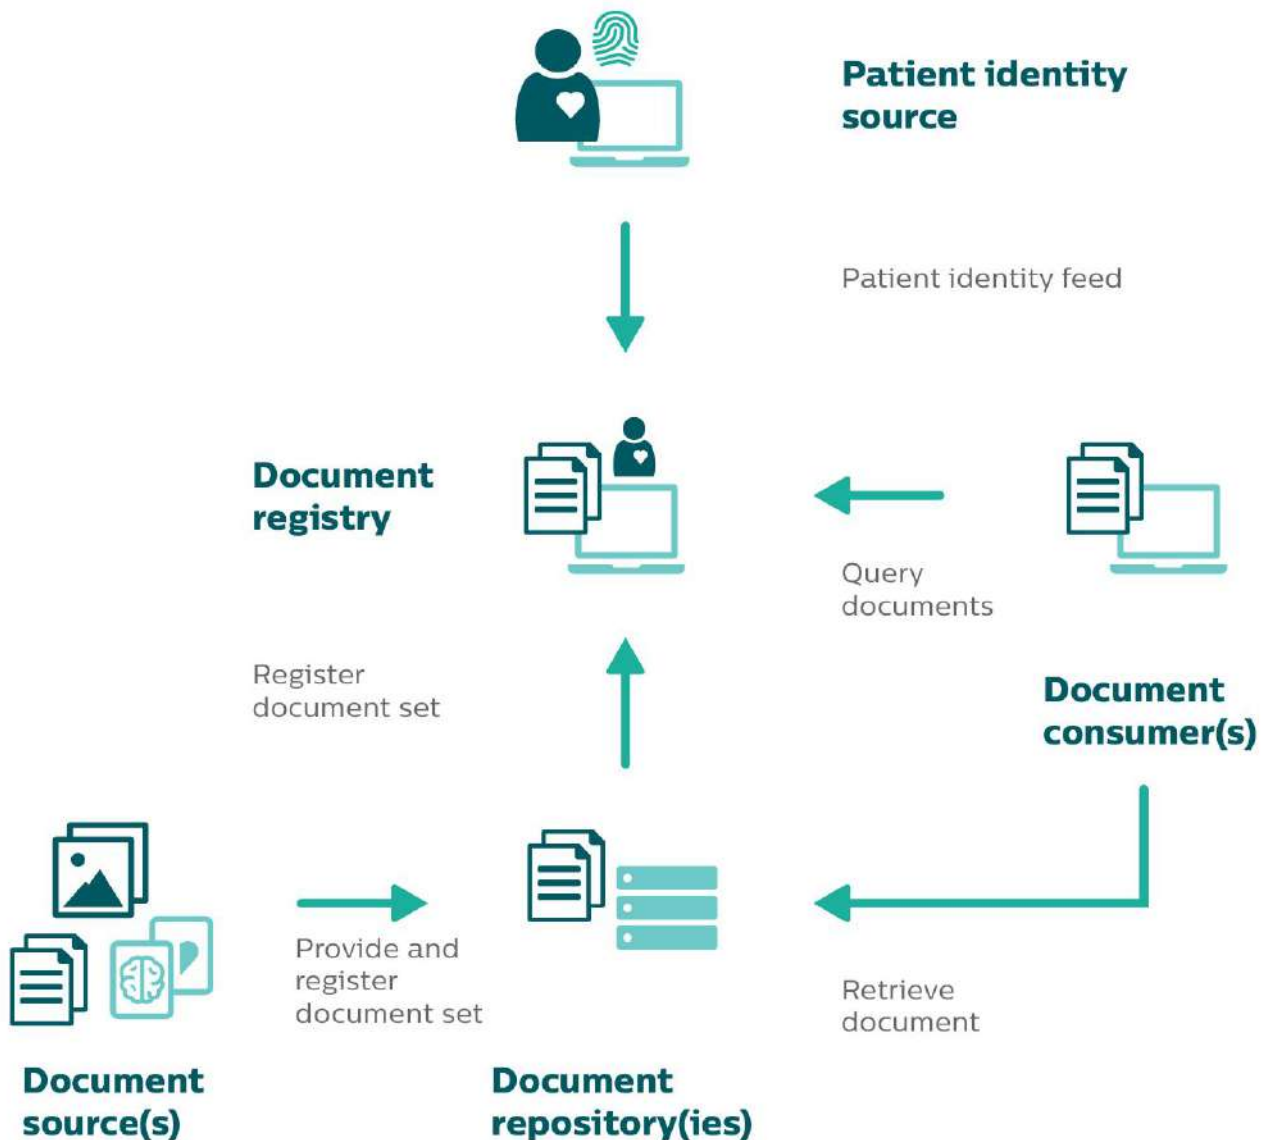 Patient identity
source
Patient identity feed
Document
registry
Query
documents
Register
document set
Document
consumer(s)
Provide and
register
document set
Retrieve
document
Document
source(s)
Document
repository(ies)